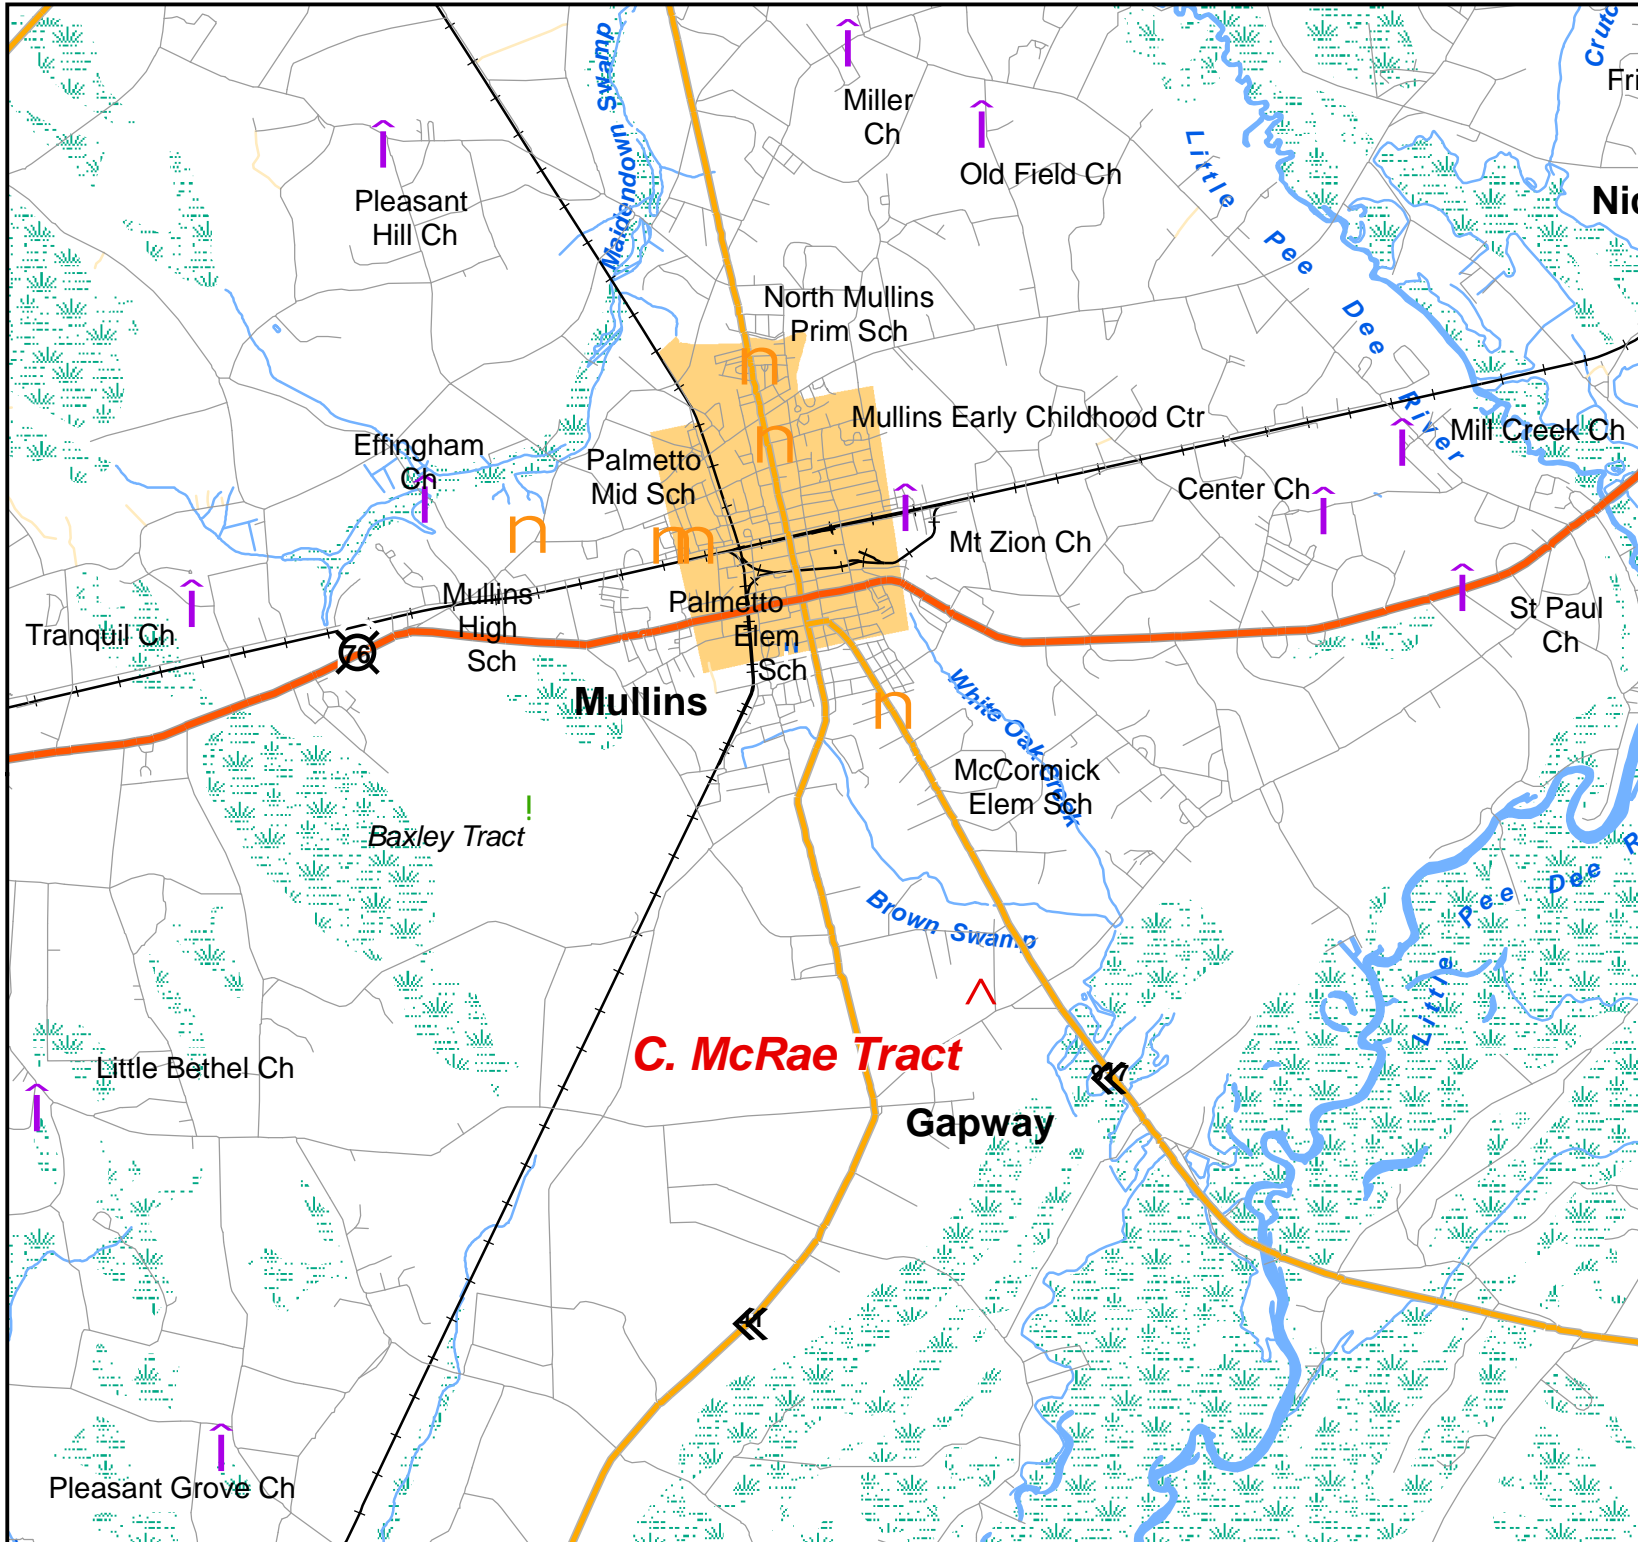 Maidendown Swamp
Miller
Ch
Old Field Ch
Pleasant
Hill Ch
Little Pee Dee River
North Mullins
Prim Sch
Mullins Early Childhood Ctr
Effingham
Ch
Palmetto
Mid Sch
Mill Creek Ch
Center Ch
Mt Zion Ch
Tranquil Ch
76
Mullins
High
Sch
Palmetto
Elem
Sch
St Paul
Ch
Mullins
White Oak Creek
McCormick
Elem Sch
Baxley Tract
Brown Swamp
Little Pee Dee
C. McRae Tract
Little Bethel Ch
Gapway
41
Pleasant Grove Ch